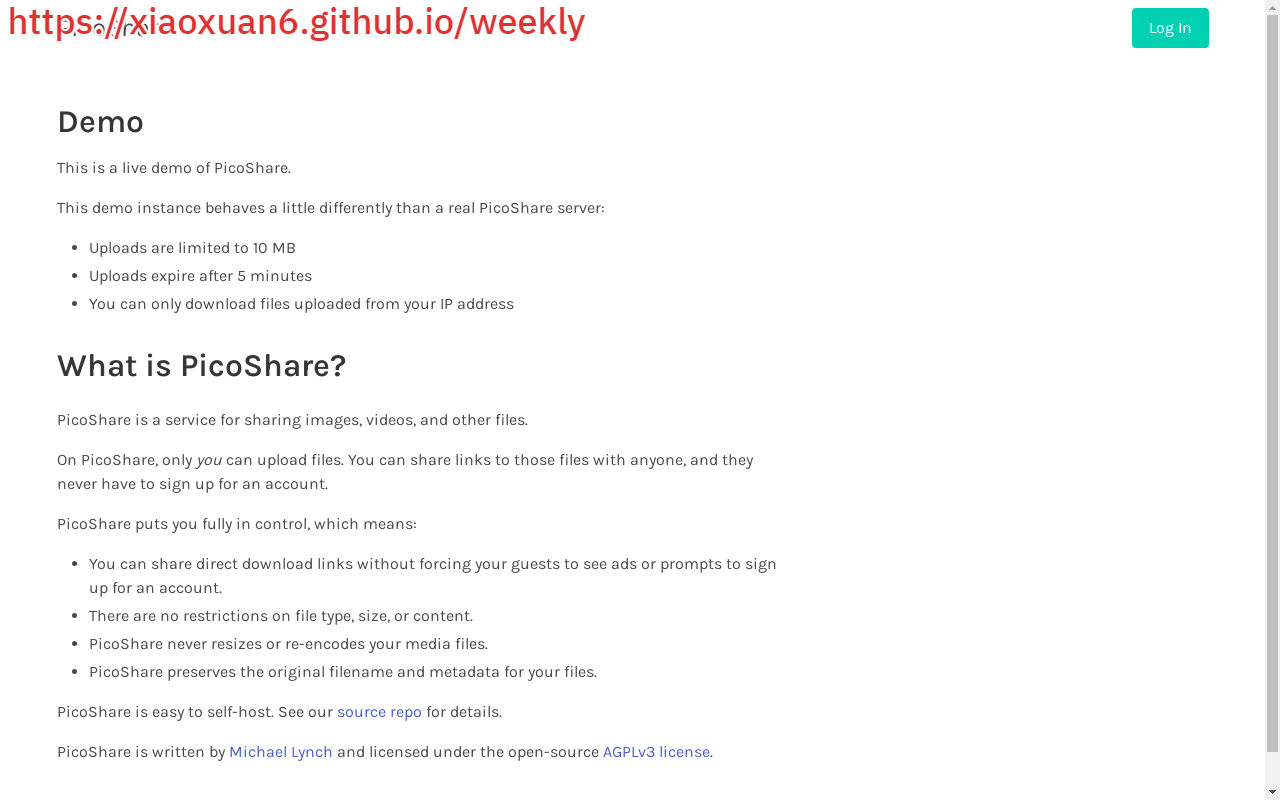 https://xiaoxuan6.github.io/weekly
Log In
Demo
This is a live demo of PicoShare.
This demo instance behaves a little differently than a real PicoShare server:
Uploads are limited to 10 MB
Uploads expire after 5 minutes
You can only download files uploaded from your IP address
What is PicoShare?
PicoShare is a service for sharing images, videos, and other files.
On PicoShare, only you can upload files. You can share links to those files with anyone, and they
never have to sign up for an account.
PicoShare puts you fully in control, which means:
You can share direct download links without forcing your guests to see ads or prompts to sign
up for an account.
There are no restrictions on file type, size, or content.
PicoShare never resizes or re-encodes your media files.
PicoShare preserves the original filename and metadata for your files.
PicoShare is easy to self-host. See our source repo for details.
PicoShare is written by Michael Lynch and licensed under the open-source AGPLv3 license.